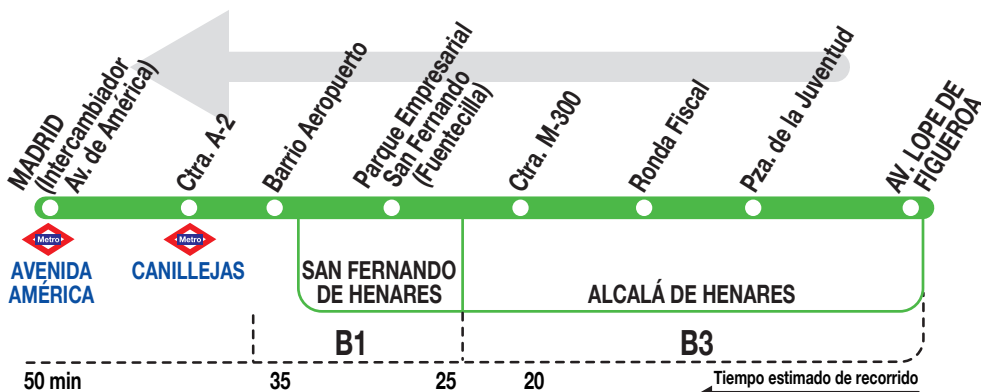 MADRID
(Intercambiador
Av. de América)
Ctra. A-2
Barrio Aeropuerto
Parque Empresarial
San Fernando
(Fuentecilla)
Ctra. M-300
Ronda Fiscal
Pza. de la Juventud
AV. LOPE DE
FIGUEROA
Metro
Metro
AVENIDA
AMÉRICA
CANILLEJAS
SAN FERNANDO
DE HENARES
ALCALÁ DE HENARES
B1
B3
50 min
35
25
20
Tiempo estimado de recorrido